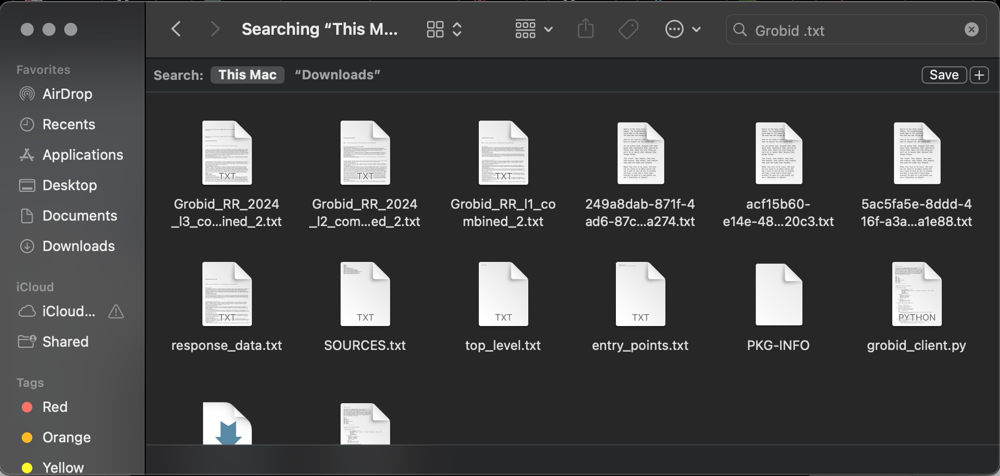 Searching “This M...
Grobid .txt
Favorites
AirDrop
Recents
Applications
Desktop
Documents
Downloads
iCloud
iCloud...
Shared
Tags
Red
Orange
Yellow
Search: This Mac “Downloads” Save +
TXT TXT TXT
Grobid_RR_2024
_l3_co...ined_2.txt
Grobid_RR_2024
_l2_com...ed_2.txt
Grobid_RR_l1_co
mbined_2.txt
249a8dab-871f-4
ad6-87c...a274.txt
acf15b60-
e14e-48...20c3.txt
5ac5fa5e-8ddd-4
16f-a3a...a1e88.txt
TXT TXT TXT TXT PYTHON
response_data.txt
SOURCES.txt
top_level.txt
entry_points.txt
PKG-INFO
grobid_client.py